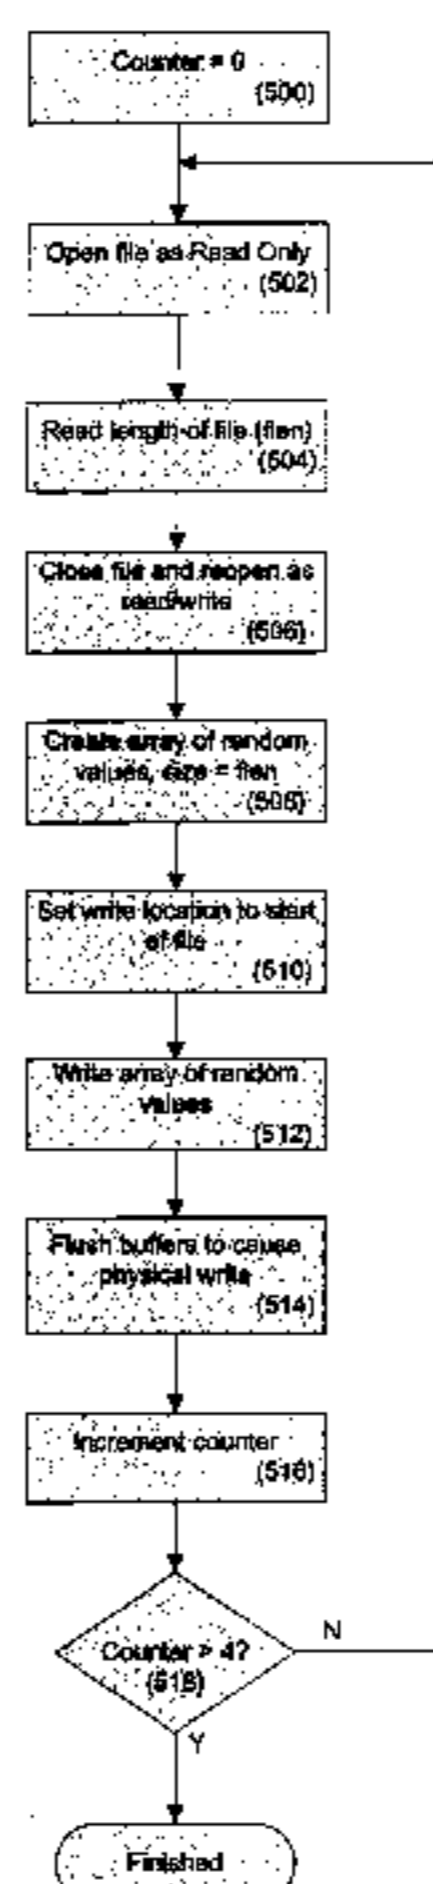 Counter = 0
(500)
Open file as Read Only
(502)
Read length of file (flen)
(504)
Close file and reopen as
read/write
(506)
Create array of random
values, size = flen
(508)
Set write location to start
of file
(510)
Write array of random
values
(512)
Flush buffers to cause
physical write
(514)
Increment counter
(516)
Counter > 4?
(518)
N
Y
Finished